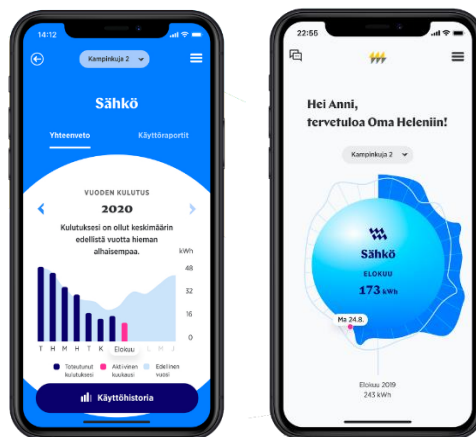 14:12
Kampinkuja 2
Sähkö
Yhteenveto
Käyttöraportit
VUODEN KULUTUS
2020
Kulutuksesi on ollut keskimäärin
edellistä vuotta hieman
alhaisempaa.
kWh
48
32
16
0
T H M H T K Elokuu L M J
Toteutunut
kulutuksesi
Aktiivinen
kuukausi
Edellinen
vuosi
Käyttöhistoria
22:55
Hei Anni,
tervetuloa Oma Heleniin!
Kampinkuja 2
Sähkö
ELOKUU
173 kWh
Ma 24.8.
Elokuu 2019
243 kWh